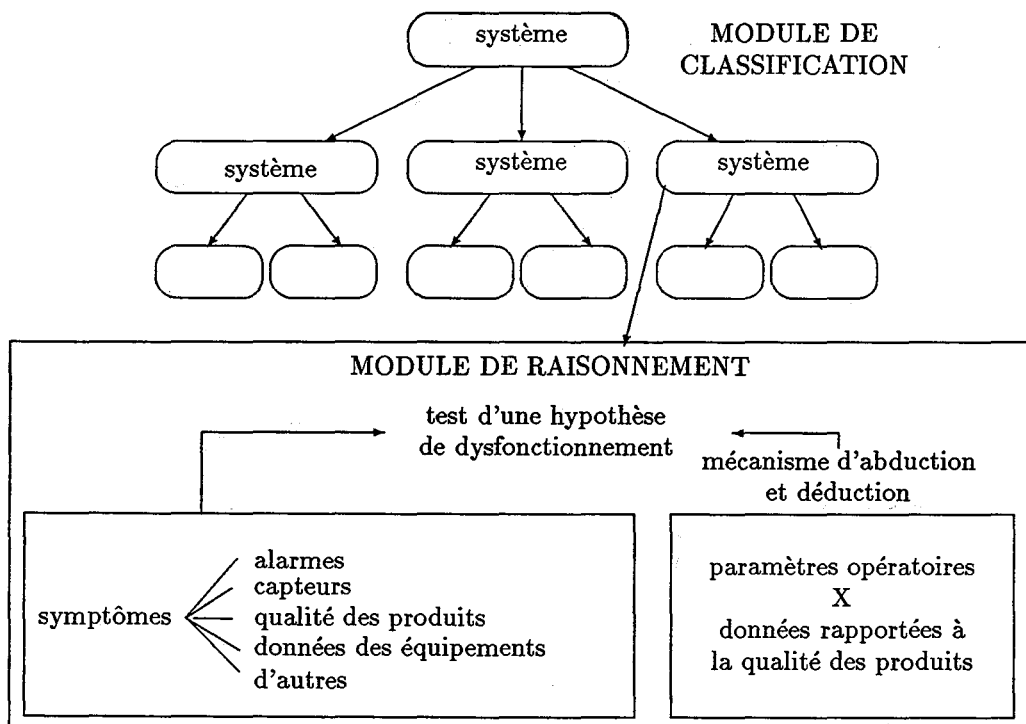 système
MODULE DE
CLASSIFICATION
système
système
système
MODULE DE RAISONNEMENT
test d'une hypothèse
de dysfonctionnement
mécanisme d'abduction
et déduction
symptômes
alarmes
capteurs
qualité des produits
données des équipements
d'autres
paramètres opératoires
X
données rapportées à
la qualité des produits